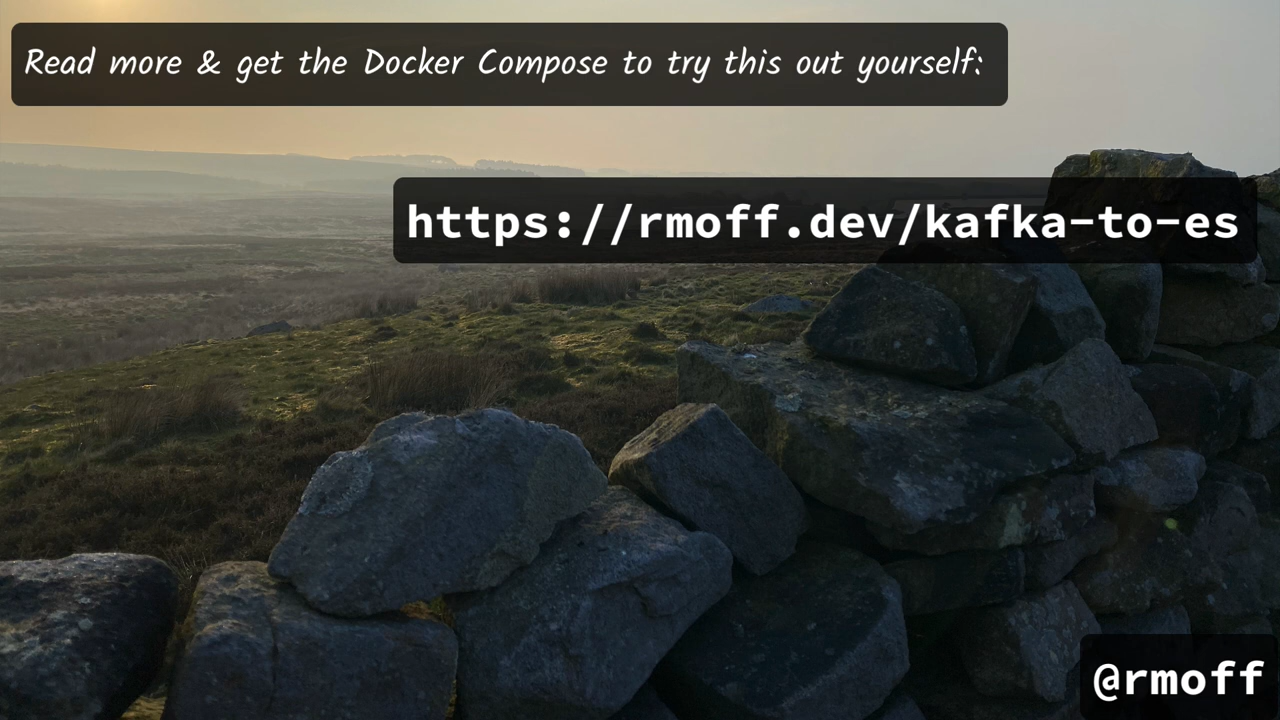 Read more & get the Docker Compose to try this out yourself:
https://rmoff.dev/kafka-to-es
@rmoff